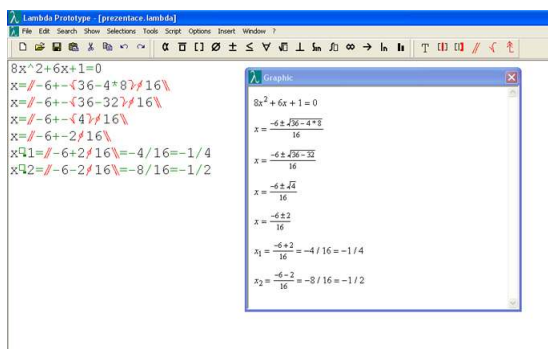 Lambda Prototype - [prezentace.lambda]
File Edit Search Show Selections Tools Script Options Insert Window ?
α ū [] Ø ± ≤ ∀ √ ⊥ ∞ → ln T
8x^2+6x+1=0
x=//-6+-√36-4*8/16\\
x=//-6+-√36-32/16\\
x=//-6+-√4/16\\
x=//-6+-2/16\\
x1=//-6+2/16\\=-4/16=-1/4
x2=//-6-2/16\\=-8/16=-1/2
Graphic
8x² + 6x + 1 = 0
x = (-6 ± √36 - 4 * 8)/16
x = (-6 ± √36 - 32)/16
x = (-6 ± √4)/16
x = (-6 ± 2)/16
x₁ = (-6 + 2)/16 = -4 / 16 = -1 / 4
x₂ = (-6 - 2)/16 = -8 / 16 = -1 / 2